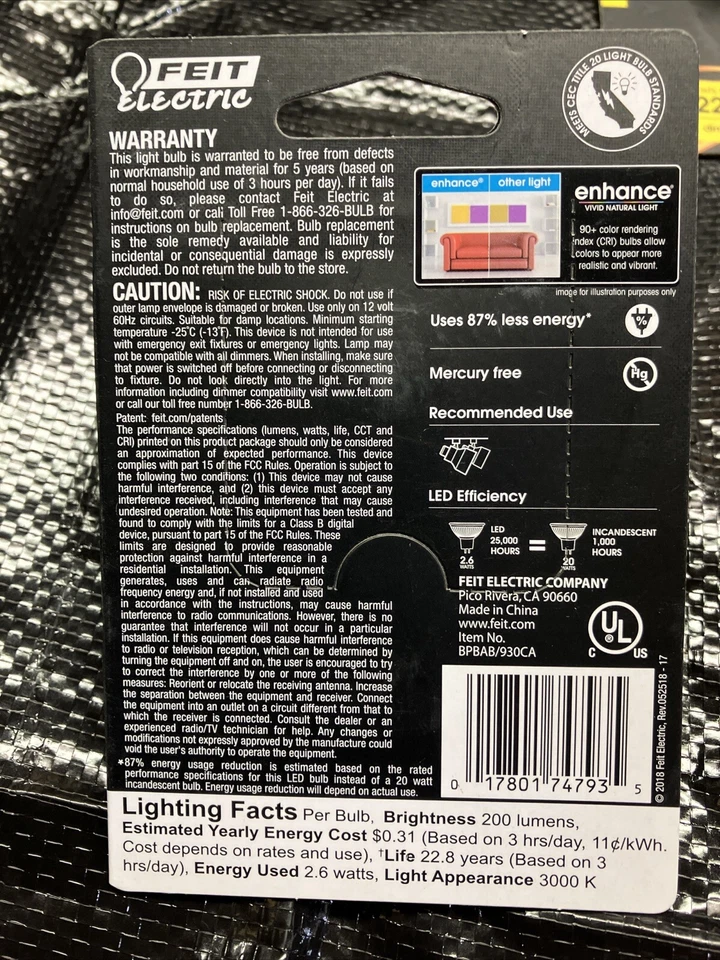 FEIT
Electric
MEETS CEC TITLE 20 LIGHT BULB STANDARDS
WARRANTY
This light bulb is warranted to be free from defects
in workmanship and material for 5 years (based on
normal household use of 3 hours per day). If it fails
to do so, please contact Feit Electric at
info@feit.com or call Toll Free 1-866-326-BULB for
instructions on bulb replacement. Bulb replacement
is the sole remedy available and liability for
incidental or consequential damage is expressly
excluded. Do not return the bulb to the store.
CAUTION: RISK OF ELECTRIC SHOCK. Do not use if
outer lamp envelope is damaged or broken. Use only on 12 volt
60Hz circuits. Suitable for damp locations. Minimum starting
temperature -25°C (-13°F). This device is not intended for use
with emergency exit fixtures or emergency lights. Lamp may
not be compatible with all dimmers. When installing, make sure
that power is switched off before connecting or disconnecting
to fixture. Do not look directly into the light. For more
information including dimmer compatibility visit www.feit.com
or call our toll free number 1-866-326-BULB.
Patent: feit.com/patents
The performance specifications (lumens, watts, life, CCT and
CRI) printed on this product package should only be considered
an approximation of expected performance. This device
complies with part 15 of the FCC Rules. Operation is subject to
the following two conditions: (1) This device may not cause
harmful interference, and (2) this device must accept any
interference received, including interference that may cause
undesired operation. Note: This equipment has been tested and
found to comply with the limits for a Class B digital
device, pursuant to part 15 of the FCC Rules. These
limits are designed to provide reasonable
protection against harmful interference in a
residential installation. This equipment
generates, uses and can radiate radio
frequency energy and, if not installed and used
in accordance with the instructions, may cause harmful
interference to radio communications. However, there is no
guarantee that interference will not occur in a particular
installation. If this equipment does cause harmful interference
to radio or television reception, which can be determined by
turning the equipment off and on, the user is encouraged to try
to correct the interference by one or more of the following
measures: Reorient or relocate the receiving antenna. Increase
the separation between the equipment and receiver. Connect
the equipment into an outlet on a circuit different from that to
which the receiver is connected. Consult the dealer or an
experienced radio/TV technician for help. Any changes or
modifications not expressly approved by the manufacture could
void the user's authority to operate the equipment.
*87% energy usage reduction is estimated based on the rated
performance specifications for this LED bulb instead of a 20 watt
incandescent bulb. Energy usage reduction will depend on actual use.
enhance® other light
enhance®
VIVID NATURAL LIGHT
90+ color rendering
index (CRI) bulbs allow
colors to appear more
realistic and vibrant.
image for illustration purposes only
Uses 87% less energy* %
Mercury free Hg
Recommended Use
LED Efficiency
2.6
WATTS
LED
25,000
HOURS
=
20
WATTS
INCANDESCENT
1,000
HOURS
FEIT ELECTRIC COMPANY
Pico Rivera, CA 90660
Made in China
www.feit.com
Item No.
BPBAB/930CA
C UL® US
0 17801 74793 5
© 2018 Feit Electric, Rev.052518 - 17
Lighting Facts Per Bulb, Brightness 200 lumens,
Estimated Yearly Energy Cost $0.31 (Based on 3 hrs/day, 11¢/kWh.
Cost depends on rates and use), †Life 22.8 years (Based on 3
hrs/day), Energy Used 2.6 watts, Light Appearance 3000 K